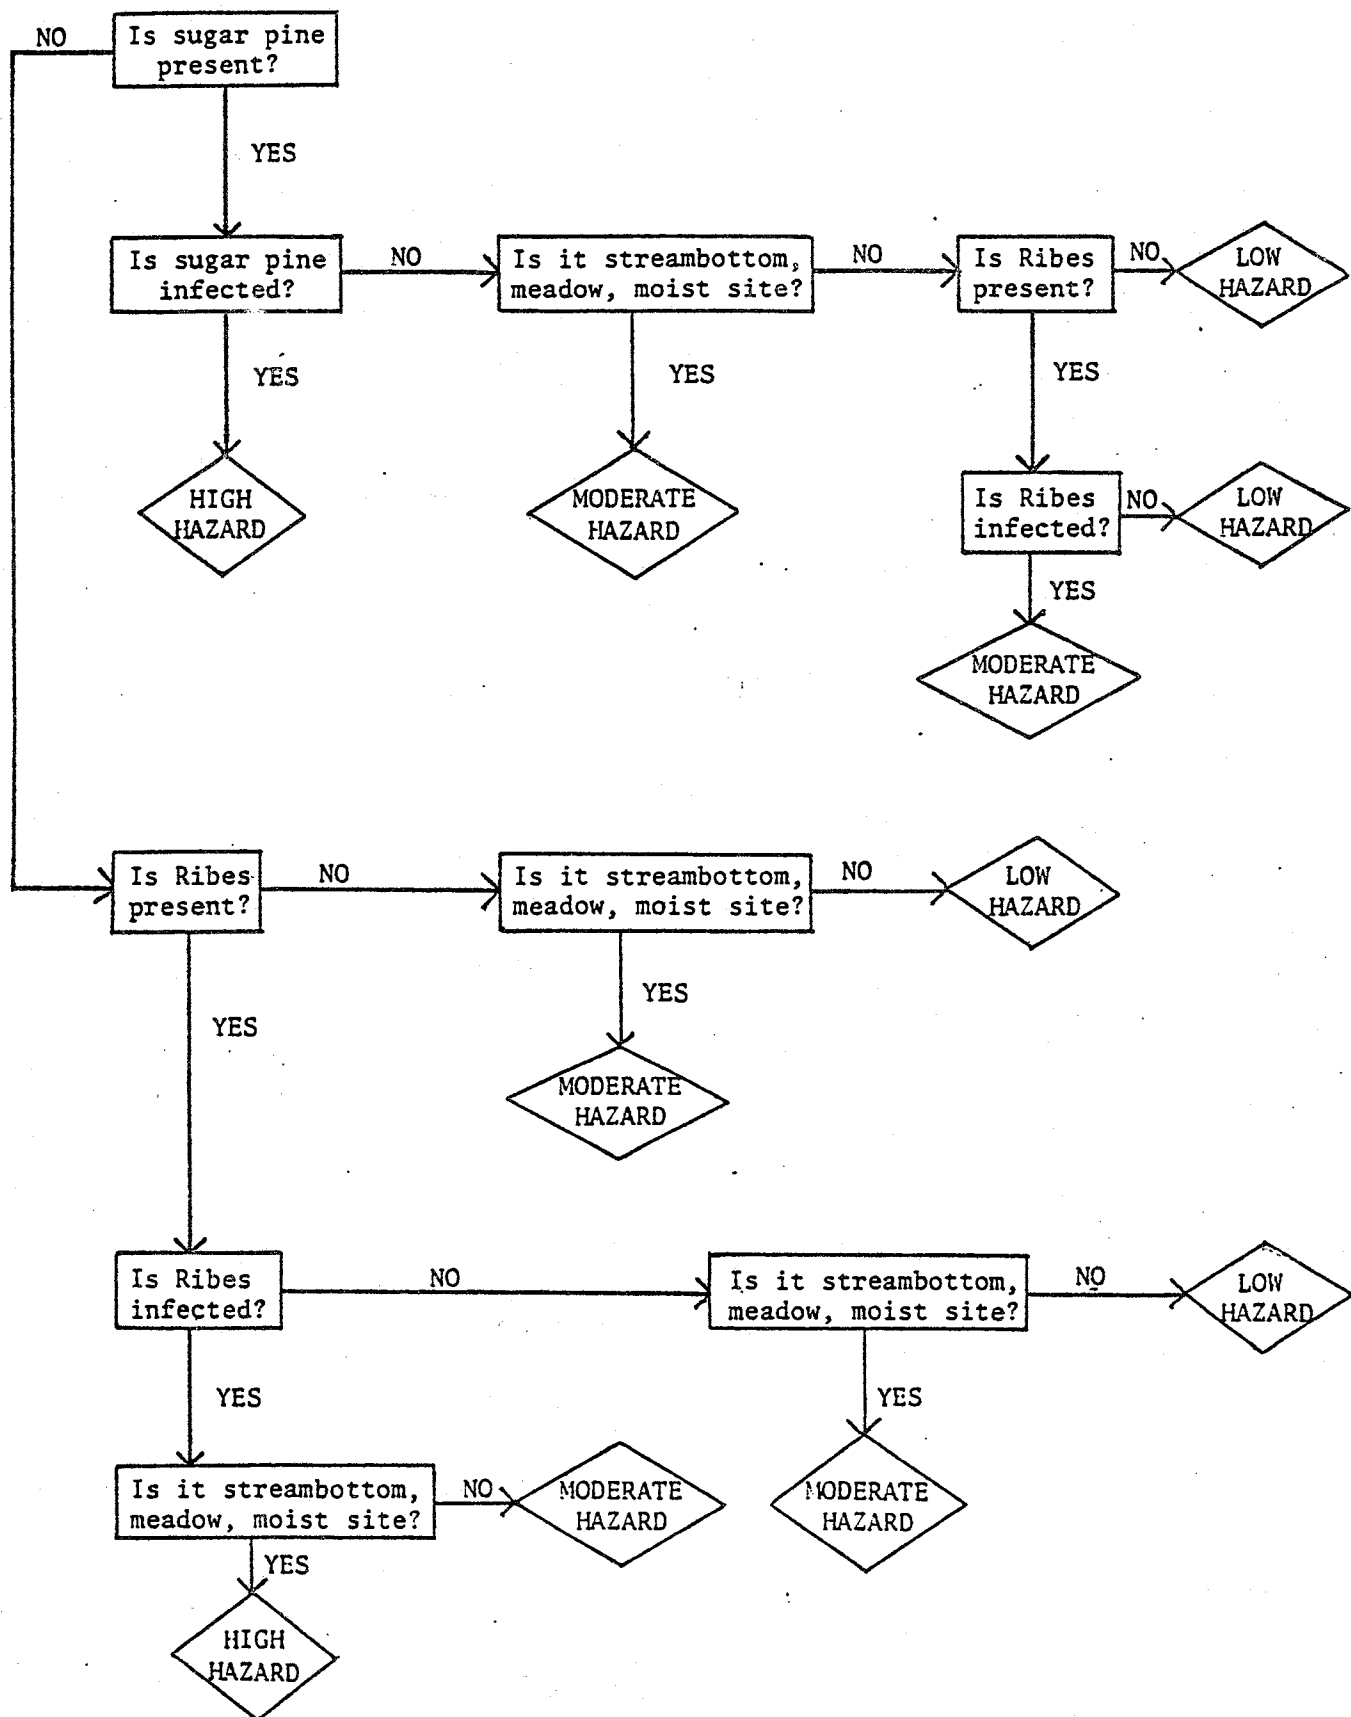 NO
Is sugar pine
present?
YES
Is sugar pine
infected?
NO
Is it streambottom,
meadow, moist site?
NO
Is Ribes
present?
NO
LOW
HAZARD
YES
HIGH
HAZARD
YES
MODERATE
HAZARD
YES
Is Ribes
infected?
NO
LOW
HAZARD
YES
MODERATE
HAZARD
Is Ribes
present?
NO
Is it streambottom,
meadow, moist site?
NO
LOW
HAZARD
YES
MODERATE
HAZARD
YES
Is Ribes
infected?
NO
Is it streambottom,
meadow, moist site?
NO
LOW
HAZARD
YES
MODERATE
HAZARD
YES
Is it streambottom,
meadow, moist site?
NO
MODERATE
HAZARD
YES
HIGH
HAZARD